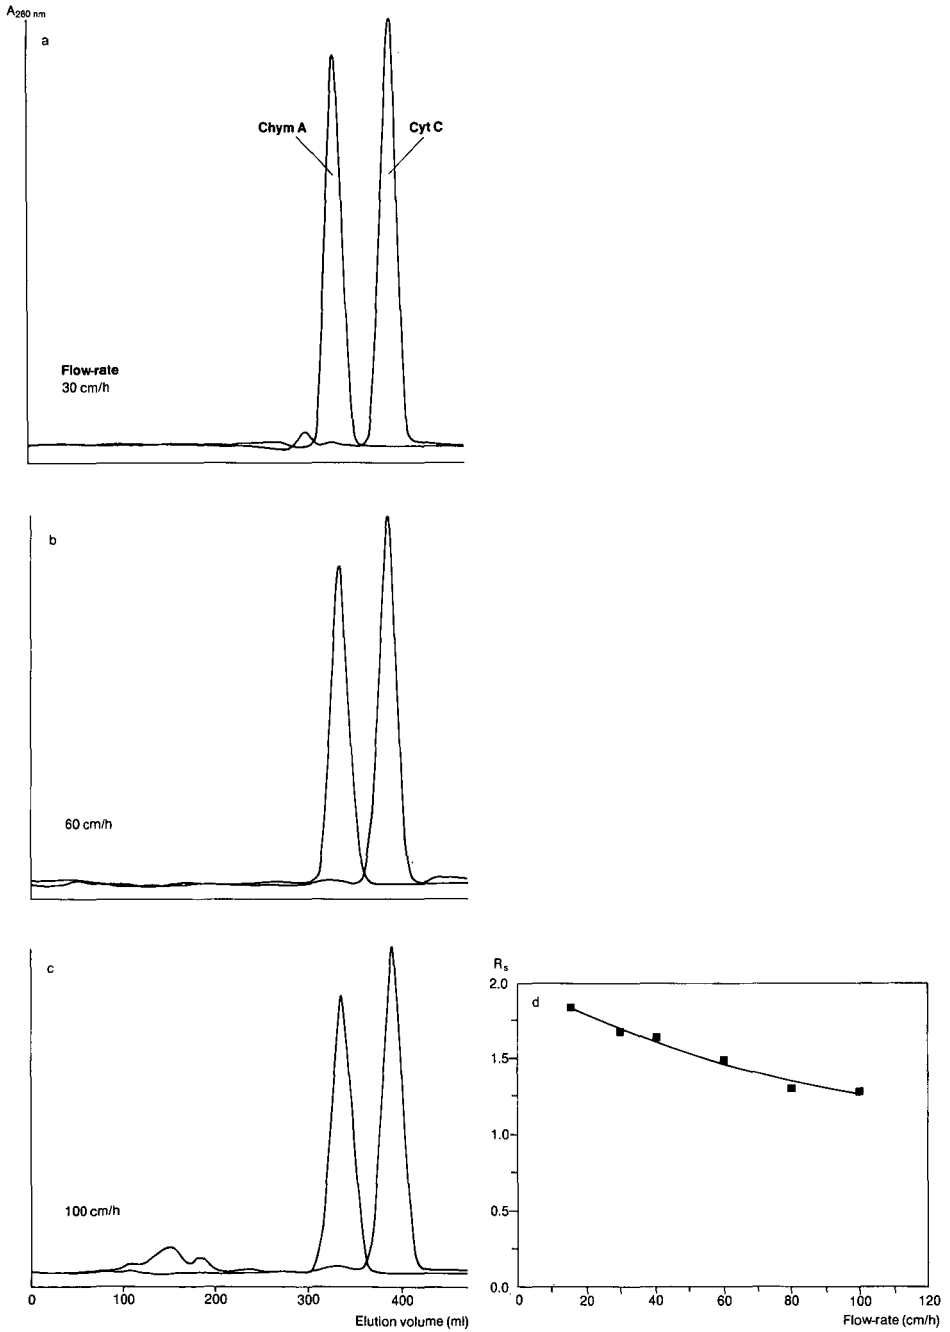 A280 nm
a
Chym A
Cyt C
Flow-rate
30 cm/h
b
60 cm/h
c
100 cm/h
0 100 200 300 400
Elution volume (ml)
Rs
2.0
d
1.5
1.0
0.5
0.0
0 20 40 60 80 100 120
Flow-rate (cm/h)